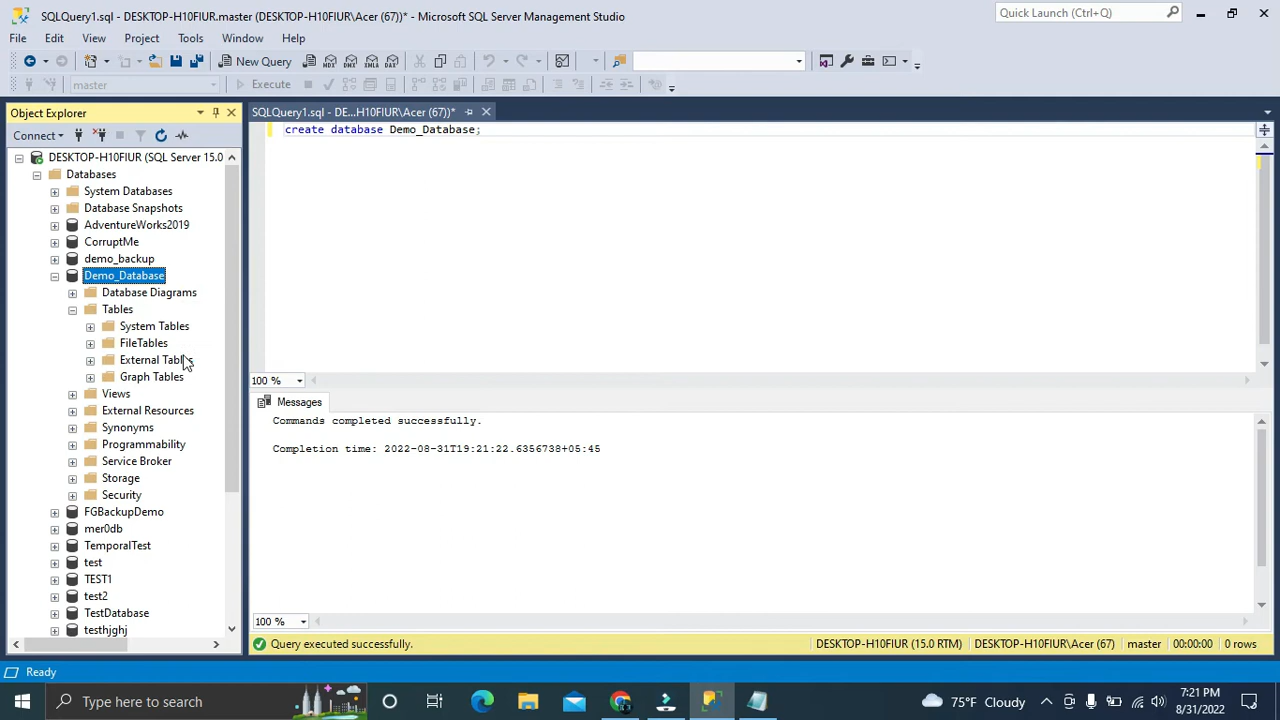 SQLQuery1.sql - DESKTOP-H10FIUR.master (DESKTOP-H10FIUR\Acer (67))* - Microsoft SQL Server Management Studio
Quick Launch (Ctrl+Q)
File Edit View Project Tools Window Help
New Query MDX DMX XMLA DAX
master Execute
Object Explorer
SQLQuery1.sql - DE...H10FIUR\Acer (67))*
Connect
create database Demo_Database;
DESKTOP-H10FIUR (SQL Server 15.0
Databases
System Databases
Database Snapshots
AdventureWorks2019
CorruptMe
demo_backup
Demo_Database
Database Diagrams
Tables
System Tables
FileTables
External Tables
Graph Tables
Views
External Resources
Synonyms
Programmability
Service Broker
Storage
Security
FGBackupDemo
mer0db
TemporalTest
test
TEST1
test2
TestDatabase
testhjghj
100 %
Messages
Commands completed successfully.
Completion time: 2022-08-31T19:21:22.6356738+05:45
100 %
Query executed successfully. DESKTOP-H10FIUR (15.0 RTM) DESKTOP-H10FIUR\Acer (67) master 00:00:00 0 rows
Ready
Type here to search
75°F Cloudy
7:21 PM
8/31/2022